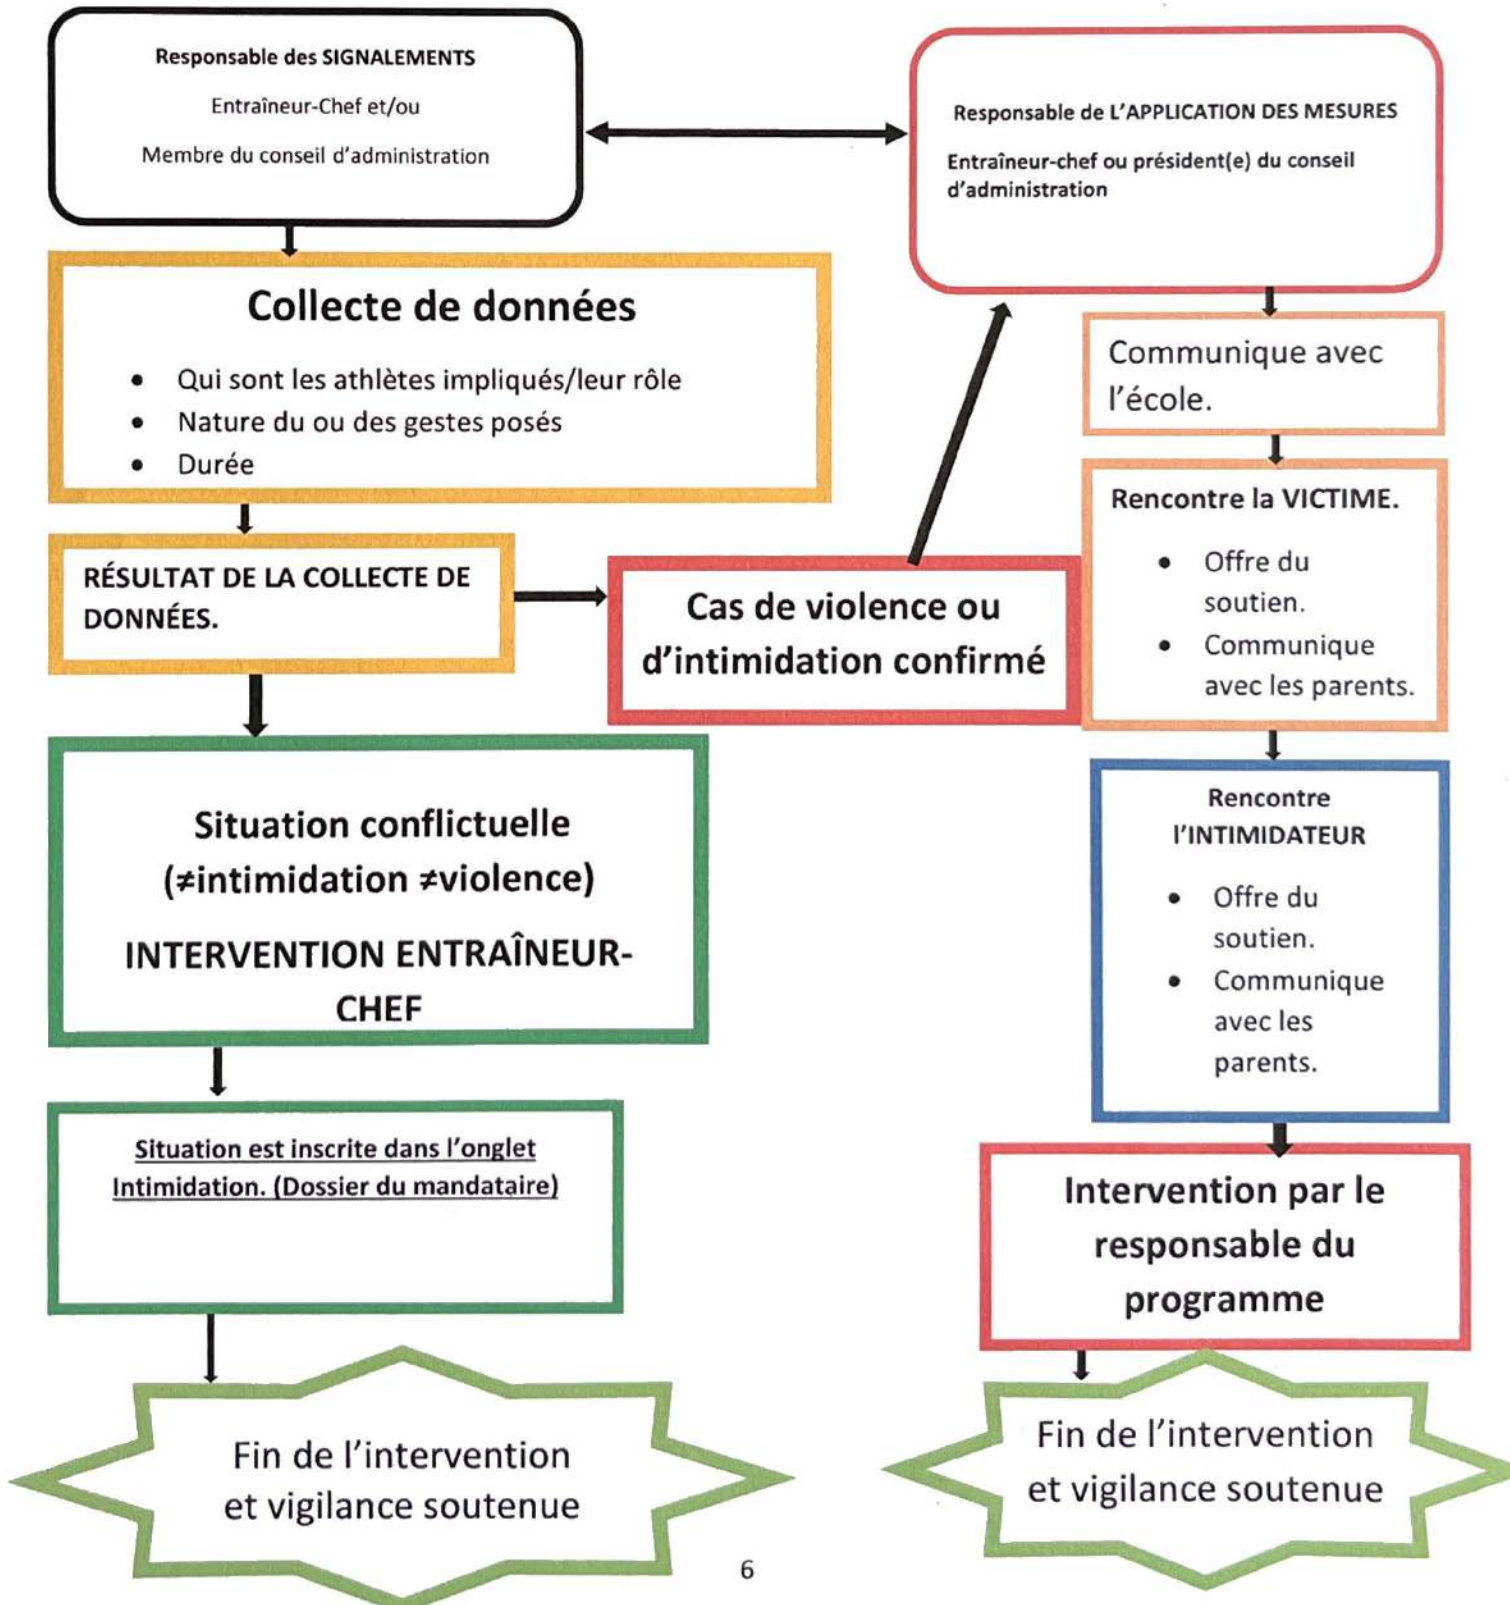 Responsable des SIGNALEMENTS
Entraîneur-Chef et/ou
Membre du conseil d'administration
Responsable de L'APPLICATION DES MESURES
Entraîneur-chef ou président(e) du conseil
d'administration
Collecte de données
• Qui sont les athlètes impliqués/leur rôle
• Nature du ou des gestes posés
• Durée
Communique avec
l'école.
RÉSULTAT DE LA COLLECTE DE
DONNÉES.
Cas de violence ou
d'intimidation confirmé
Rencontre la VICTIME.
• Offre du
soutien.
• Communique
avec les parents.
Situation conflictuelle
(≠intimidation ≠violence)
INTERVENTION ENTRAÎNEUR-
CHEF
Rencontre
l'INTIMIDATEUR
• Offre du
soutien.
• Communique
avec les
parents.
Situation est inscrite dans l'onglet
Intimidation. (Dossier du mandataire)
Intervention par le
responsable du
programme
Fin de l'intervention
et vigilance soutenue
Fin de l'intervention
et vigilance soutenue
6